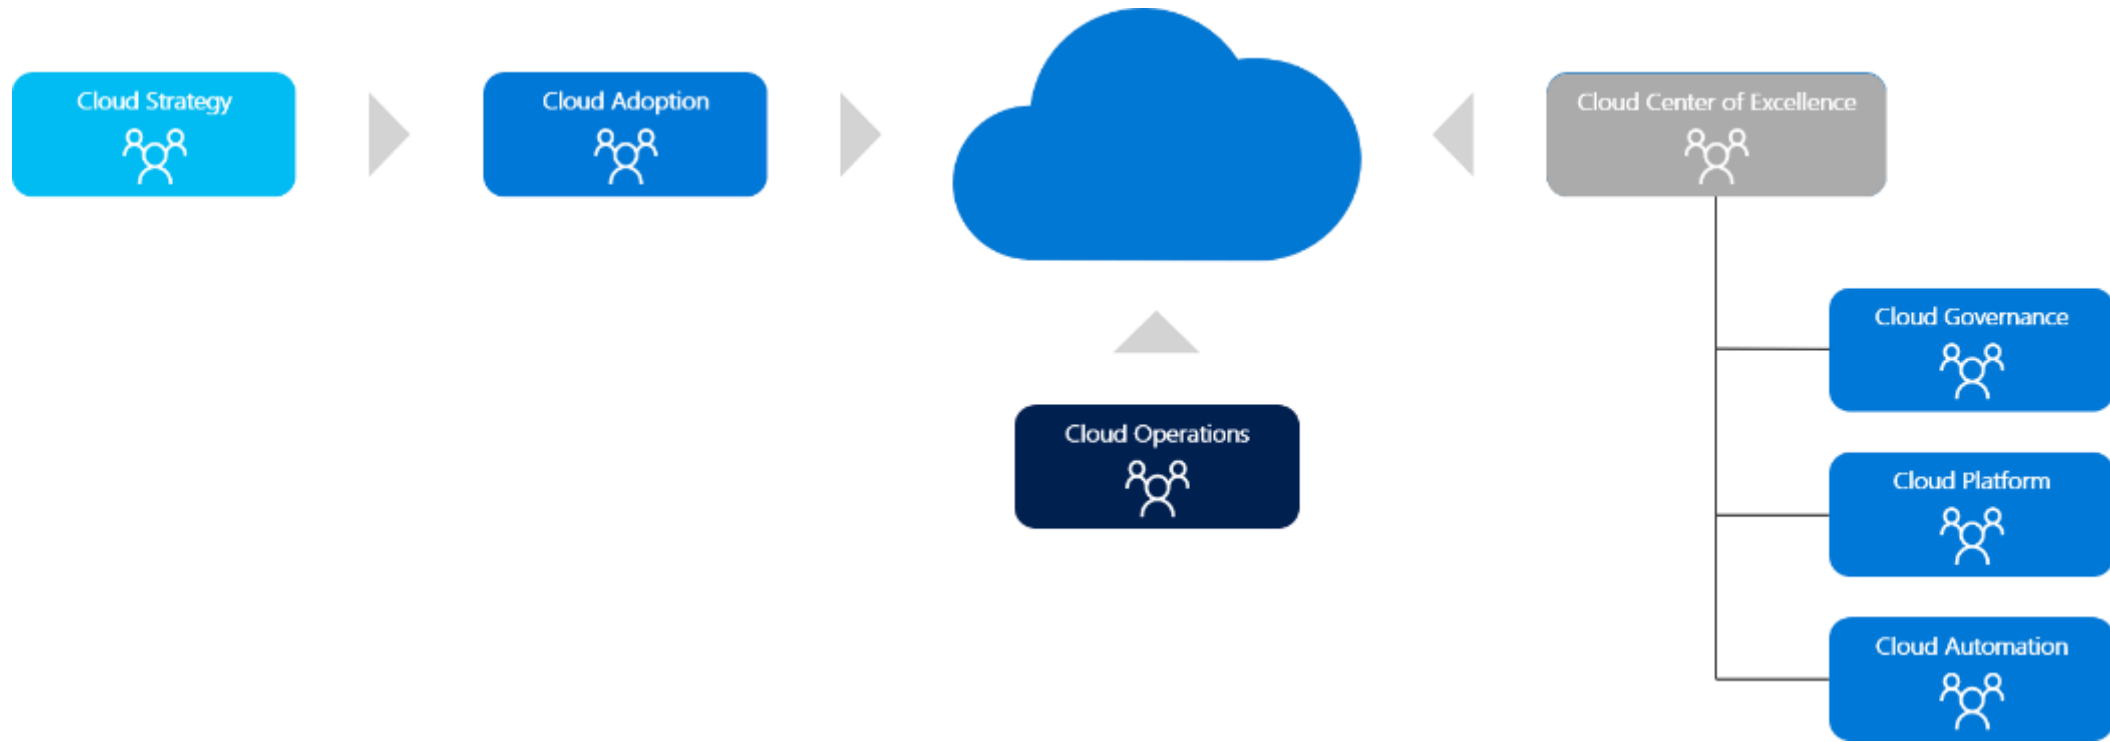 Cloud Strategy
Cloud Adoption
Cloud Center of Excellence
Cloud Governance
Cloud Operations
Cloud Platform
Cloud Automation